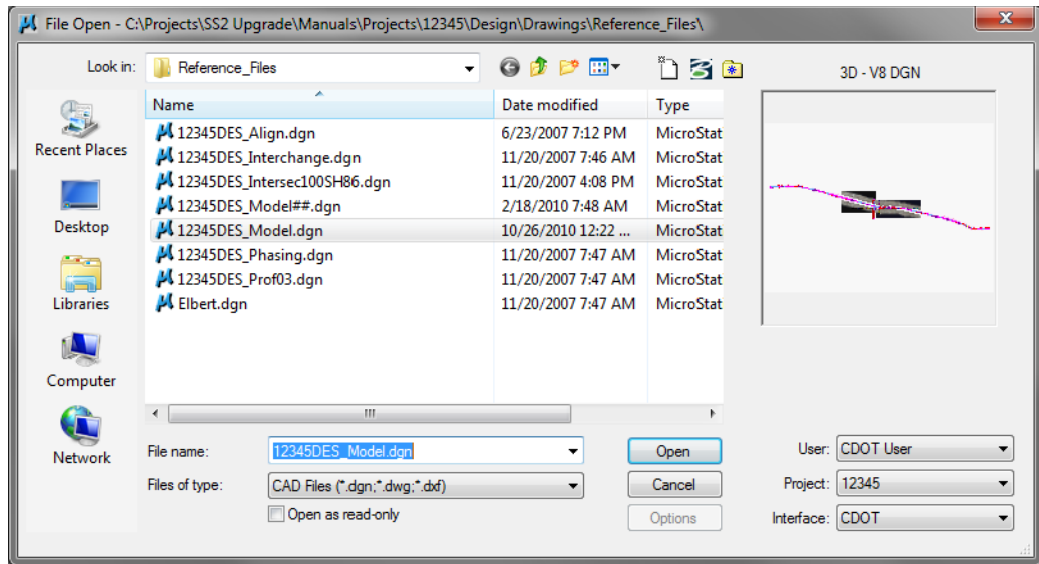 File Open - C:\Projects\SS2 Upgrade\Manuals\Projects\12345\Design\Drawings\Reference_Files\
Look in: Reference_Files
3D - V8 DGN
Name Date modified Type
12345DES_Align.dgn 6/23/2007 7:12 PM MicroStat
12345DES_Interchange.dgn 11/20/2007 7:46 AM MicroStat
12345DES_Intersec100SH86.dgn 11/20/2007 4:08 PM MicroStat
12345DES_Model##.dgn 2/18/2010 7:48 AM MicroStat
12345DES_Model.dgn 10/26/2010 12:22 ... MicroStat
12345DES_Phasing.dgn 11/20/2007 7:47 AM MicroStat
12345DES_Prof03.dgn 11/20/2007 7:47 AM MicroStat
Elbert.dgn 11/20/2007 7:47 AM MicroStat
Recent Places
Desktop
Libraries
Computer
Network
File name: 12345DES_Model.dgn Open
Files of type: CAD Files (*.dgn;*.dwg;*.dxf) Cancel
Open as read-only Options
User: CDOT User
Project: 12345
Interface: CDOT